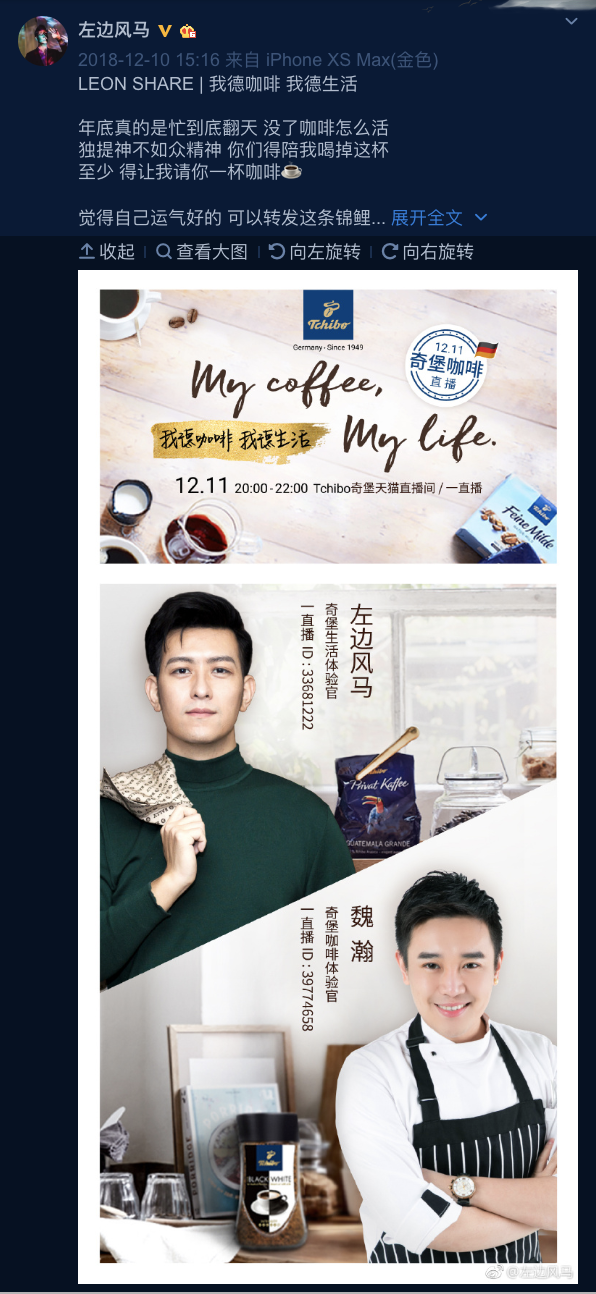 左边风马
2018-12-10 15:16 来自 iPhone XS Max(金色)
LEON SHARE | 我德咖啡 我德生活
年底真的是忙到底翻天 没了咖啡怎么活
独提神不如众精神 你们得陪我喝掉这杯
至少 得让我请你一杯咖啡
觉得自己运气好的 可以转发这条锦鲤... 展开全文
收起
查看大图
向左旋转
向右旋转
Tchibo
Germany - Since 1949
12.11
奇堡咖啡
直播
My coffee,
我德咖啡 我德生活
My life.
12.11 20:00-22:00 Tchibo奇堡天猫直播间 / 一直播
Feine Milde
左边风马
奇堡生活体验官
一直播 ID : 33681222
Tchibo
Privat Kaffee
GUATEMALA GRANDE
魏瀚
奇堡咖啡体验官
一直播 ID : 39774658
CORRIDOR
Tchibo
BLACK WHITE
@左边风马